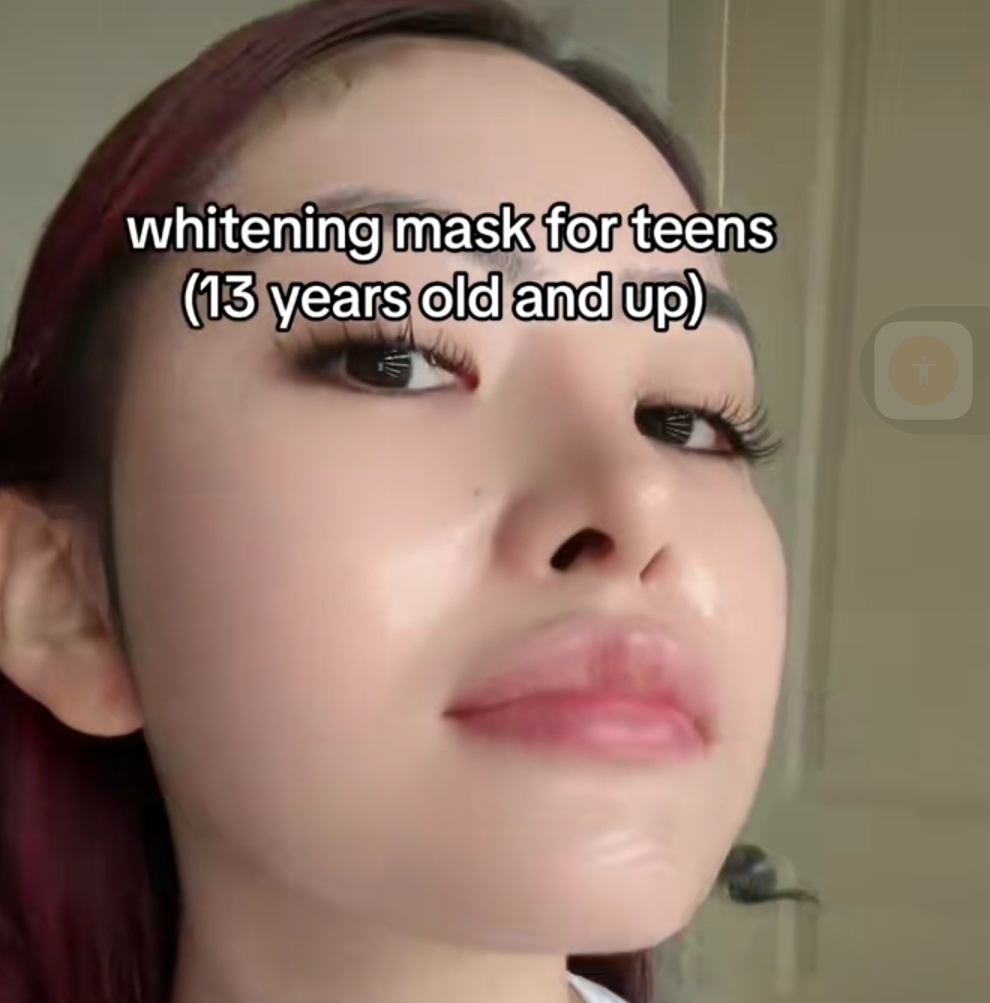 whitening mask for teens
(13 years old and up)